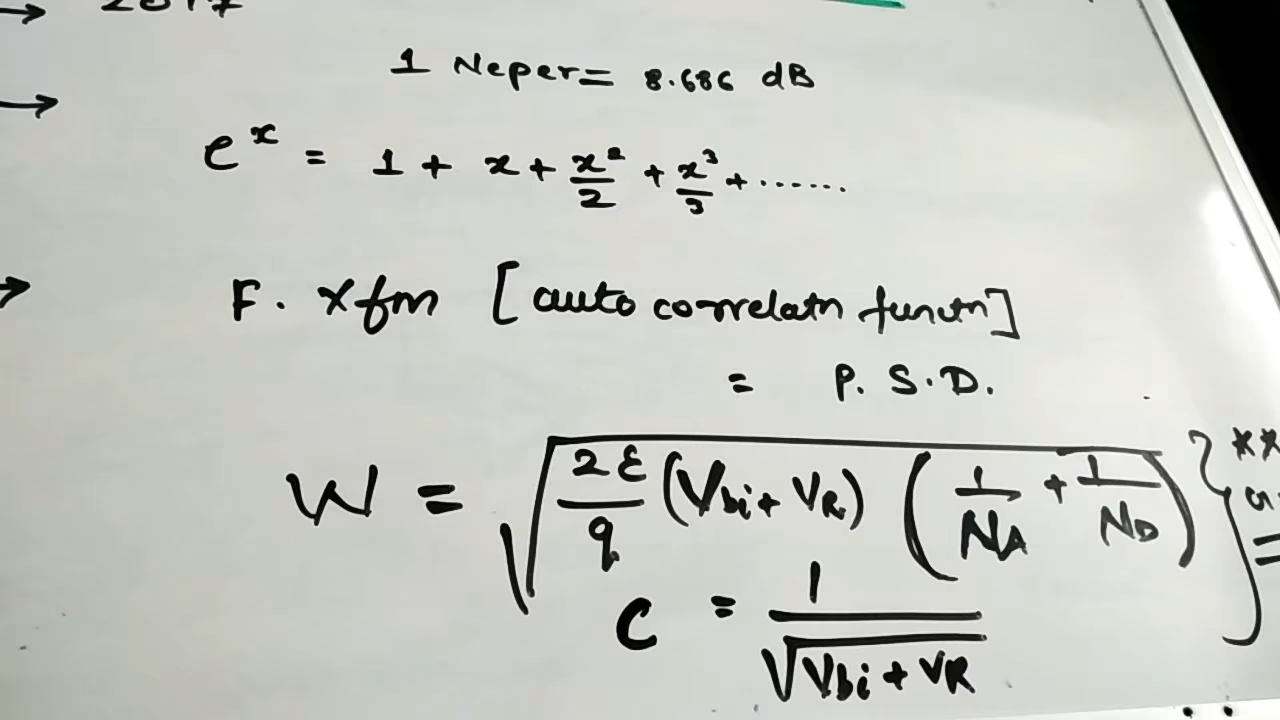 2017
1 Neper = 8.686 dB
e^x = 1 + x + x²/2 + x³/3 + ......
F. Xfm [auto correlatn functn]
= P. S. D.
W = √(2ε/q (Vbi + VR) (1/NA + 1/ND)) } **
C = 1/√(Vbi + VR)